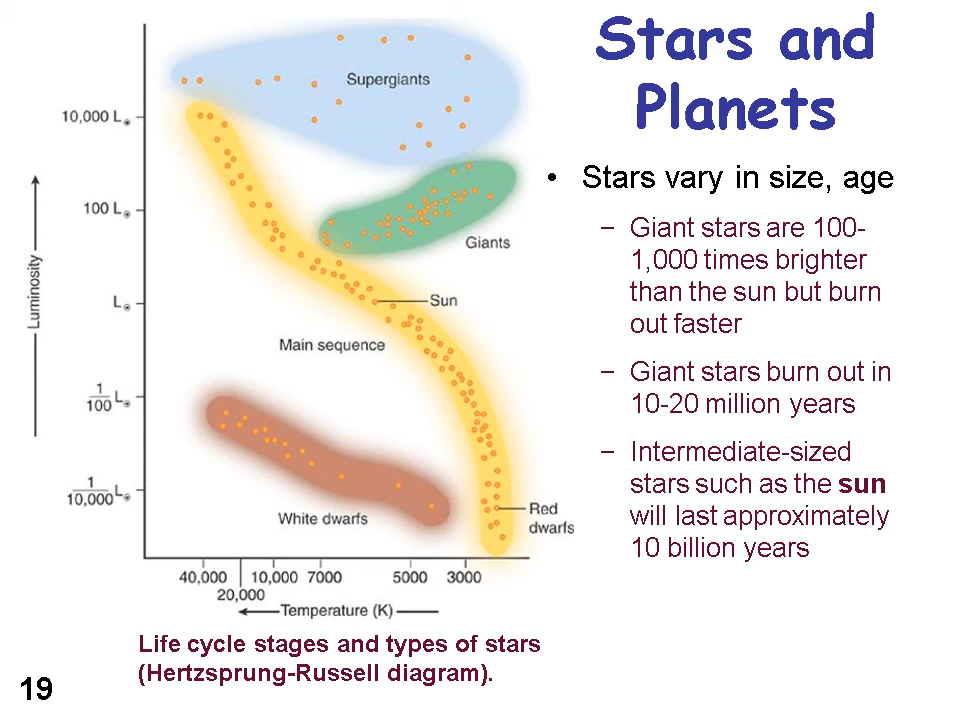 Stars and
Planets
• Stars vary in size, age
– Giant stars are 100-
1,000 times brighter
than the sun but burn
out faster
– Giant stars burn out in
10-20 million years
– Intermediate-sized
stars such as the sun
will last approximately
10 billion years
Supergiants
10,000 L⊙
100 L⊙
Giants
Luminosity
L⊙
Sun
Main sequence
1/100 L⊙
1/10,000 L⊙
White dwarfs
Red
dwarfs
40,000 10,000 7000 5000 3000
20,000
Temperature (K)
Life cycle stages and types of stars
(Hertzsprung-Russell diagram).
19